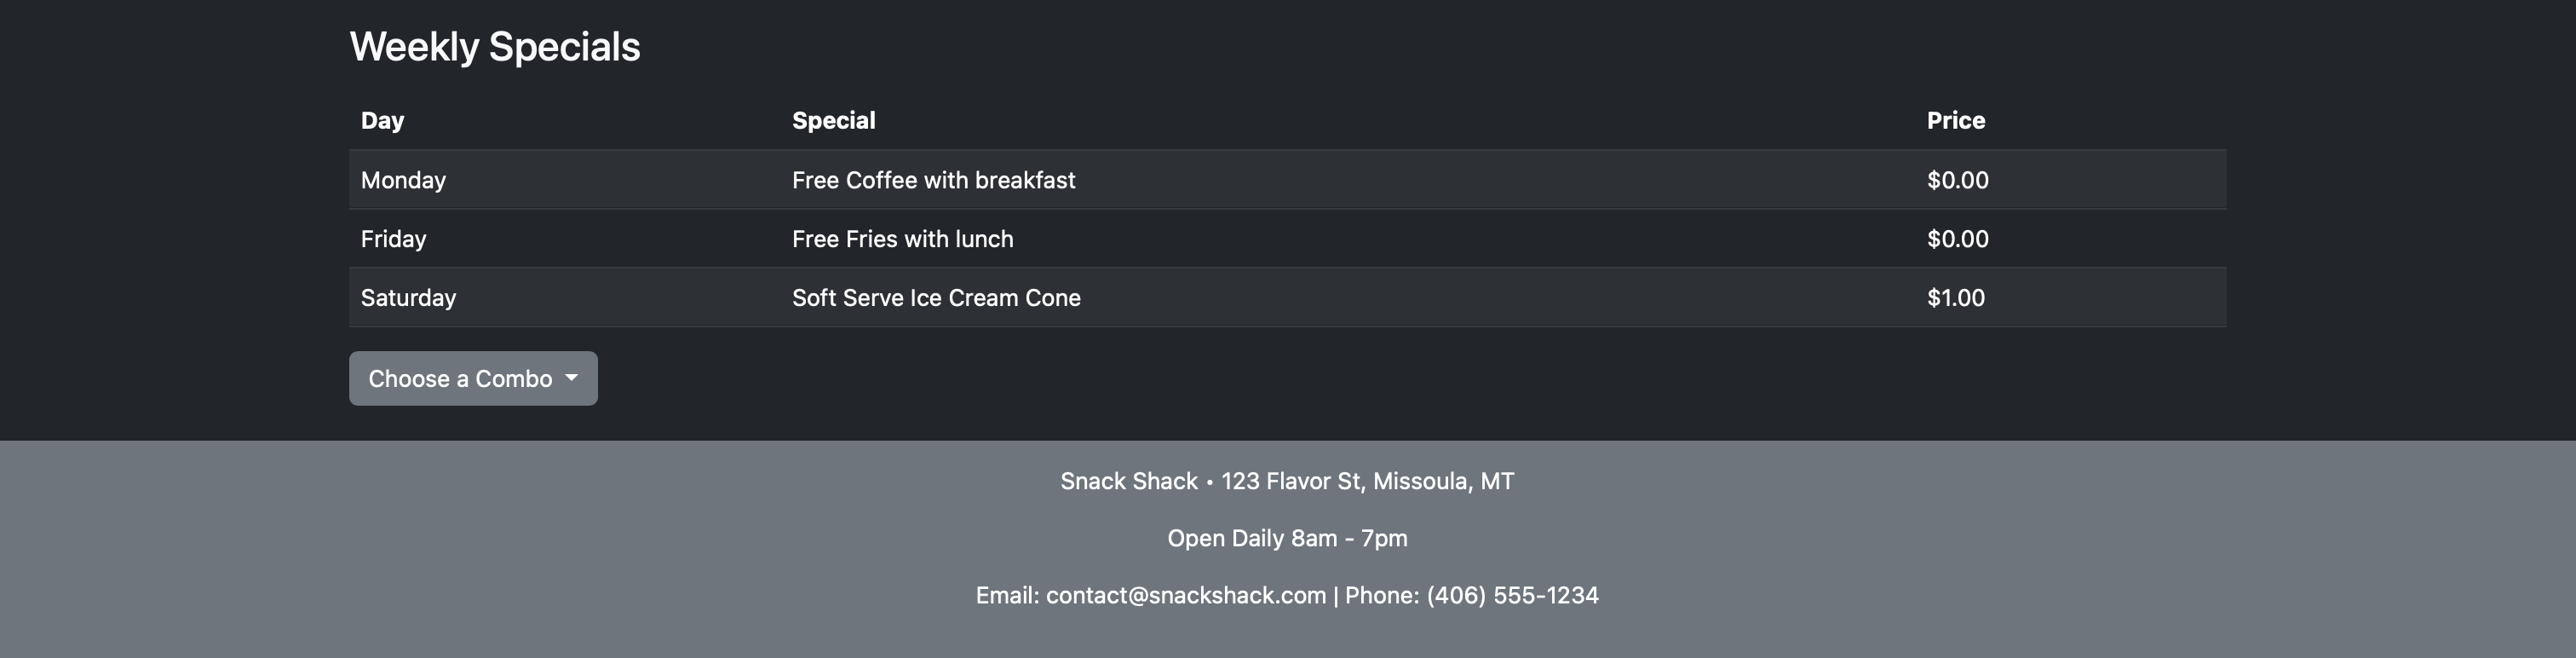 Weekly Specials
Day Special Price
Monday Free Coffee with breakfast $0.00
Friday Free Fries with lunch $0.00
Saturday Soft Serve Ice Cream Cone $1.00
Choose a Combo
Snack Shack • 123 Flavor St, Missoula, MT
Open Daily 8am - 7pm
Email: contact@snackshack.com | Phone: (406) 555-1234